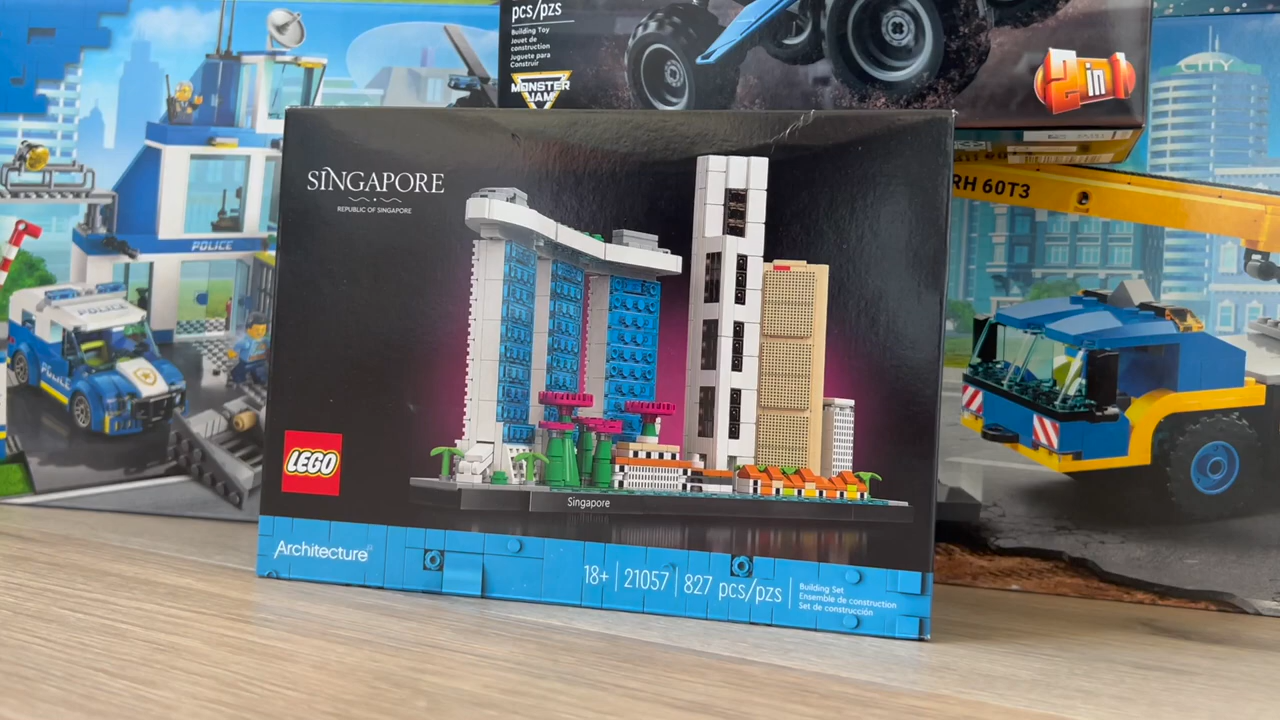 pcs/pzs
Building Toy
Jouet de
construction
Juguete para
Construir
MONSTER
JAM
2in1
CITY
RH 60T3
POLICE
POLICE
POLICE
SINGAPORE
REPUBLIC OF SINGAPORE
LEGO
Singapore
Architecture
18+ | 21057 | 827 pcs/pzs
Building Set
Ensemble de construction
Set de construcción